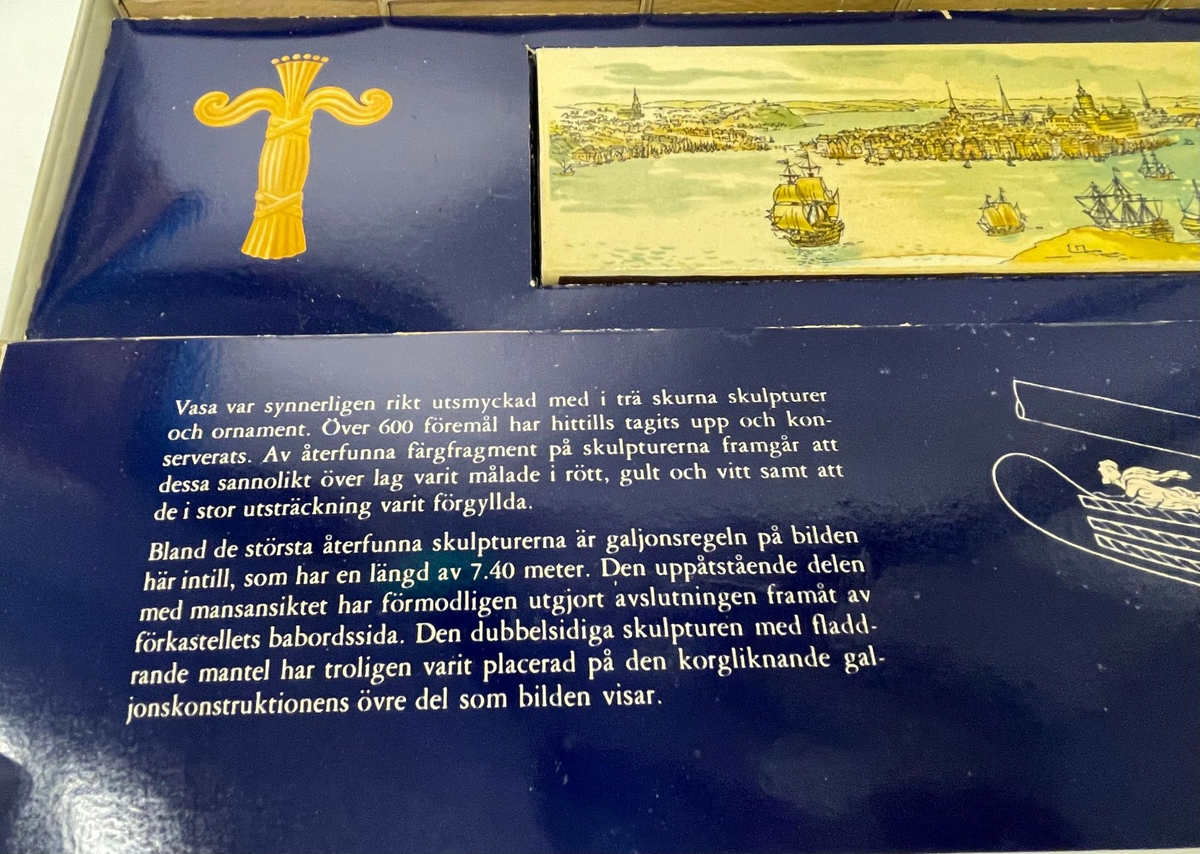 Vasa var synnerligen rikt utsmyckad med i trä skurna skulpturer
och ornament. Över 600 föremål har hittills tagits upp och kon-
serverats. Av återfunna färgfragment på skulpturerna framgår att
dessa sannolikt över lag varit målade i rött, gult och vitt samt att
de i stor utsträckning varit förgyllda.
Bland de största återfunna skulpturerna är galjonsregeln på bilden
här intill, som har en längd av 7.40 meter. Den uppåtstående delen
med mansansiktet har förmodligen utgjort avslutningen framåt av
förkastellets babordssida. Den dubbelsidiga skulpturen med fladd-
rande mantel har troligen varit placerad på den korgliknande gal-
jonskonstruktionens övre del som bilden visar.